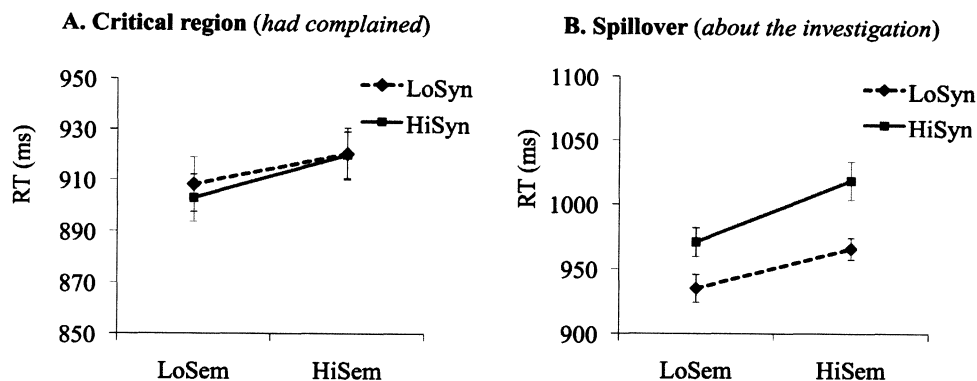 A. Critical region (had complained)
950
930
910
890
870
850
RT (ms)
LoSyn
HiSyn
LoSem
HiSem
B. Spillover (about the investigation)
1100
1050
1000
950
900
RT (ms)
LoSyn
HiSyn
LoSem
HiSem